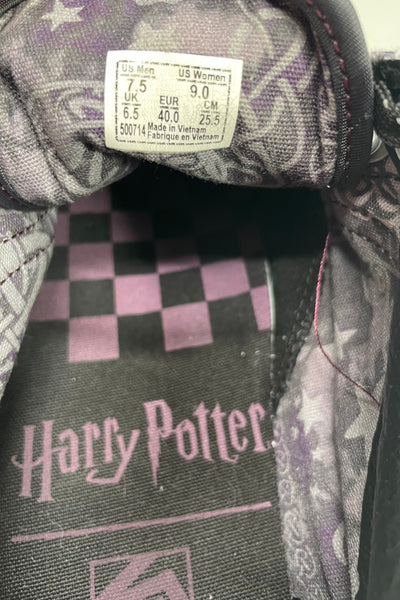 US Men US Women
7.5 9.0
UK EUR CM
6.5 40.0 25.5
500714 Made in Vietnam
Fabrique en Vietnam
Harry Potter